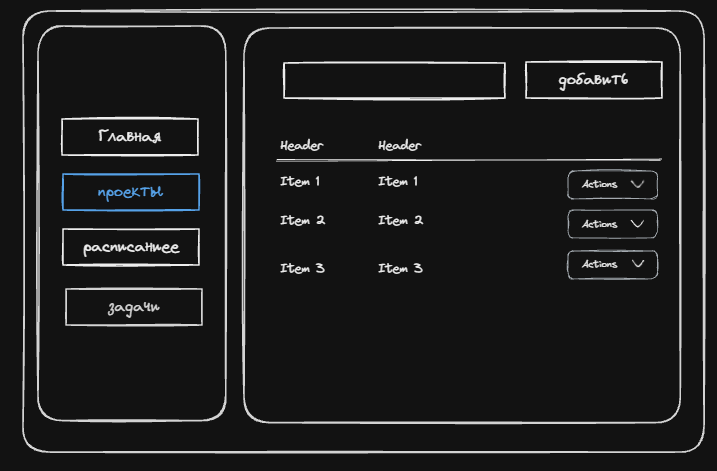 Главная
проекты
расписаниее
задачи
добавить
Header Header
Item 1 Item 1 Actions
Item 2 Item 2 Actions
Item 3 Item 3 Actions